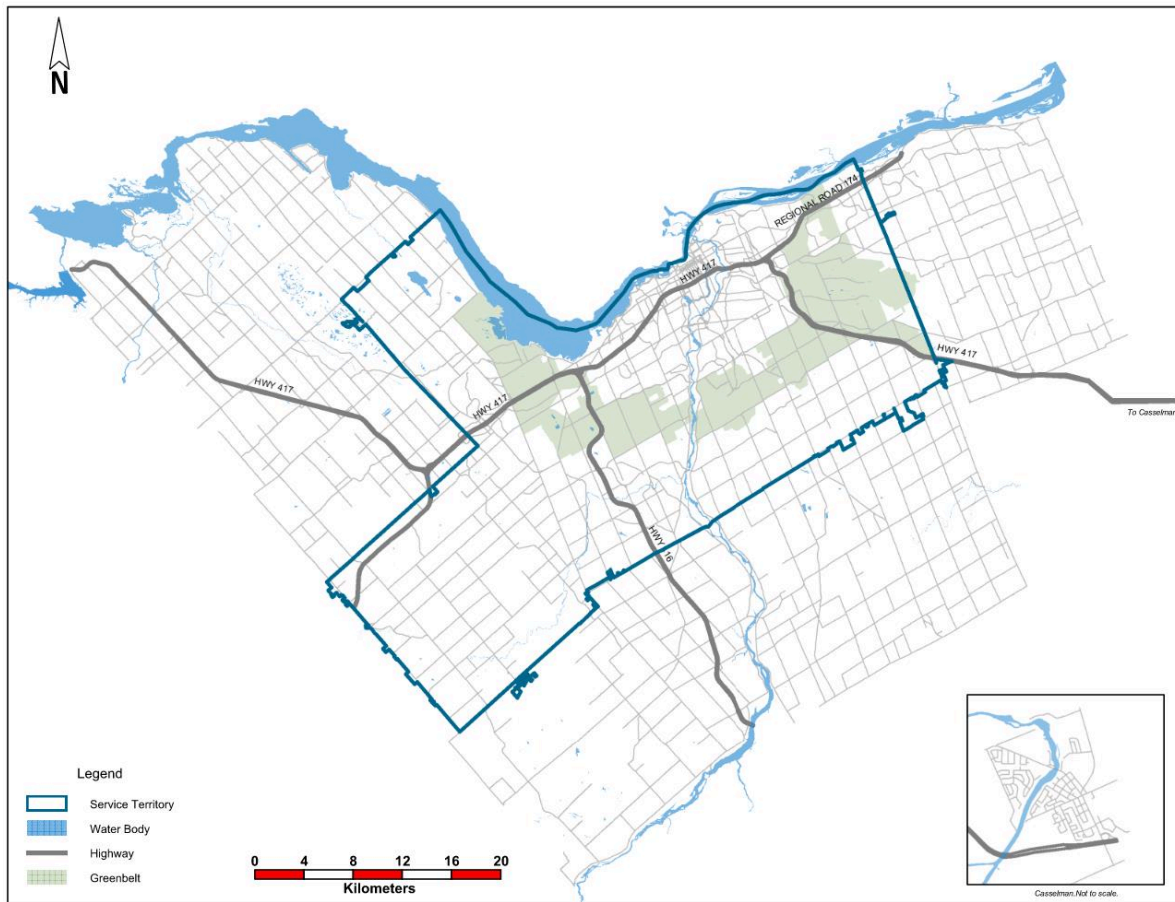 N
REGIONAL ROAD 174
HWY 417
HWY 417
HWY 417
HWY 417
To Casselman
HWY 16
Legend
Service Territory
Water Body
Highway
Greenbelt
0 4 8 12 16 20
Kilometers
Casselman.Not to scale.